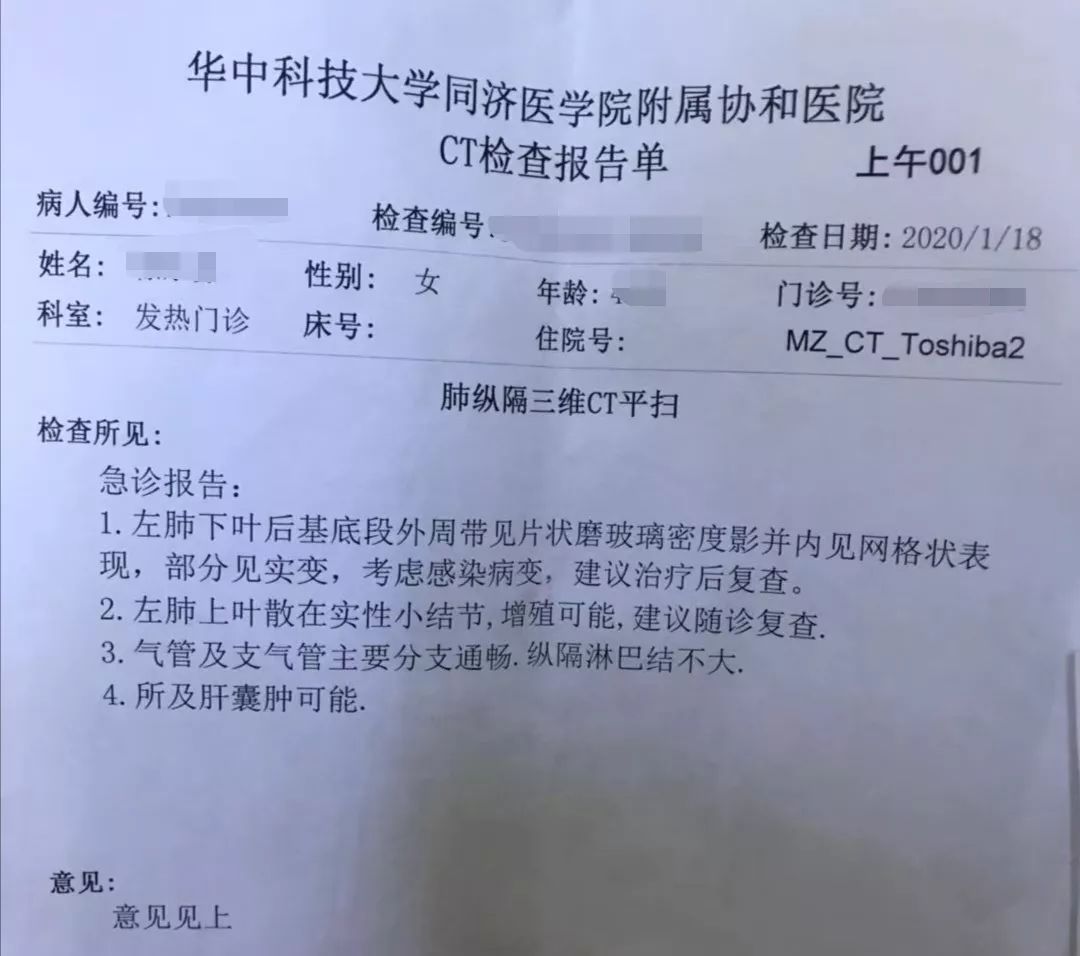 华中科技大学同济医学院附属协和医院
CT检查报告单 上午001
病人编号: 检查编号: 检查日期: 2020/1/18
姓名: 性别: 女 年龄: 门诊号:
科室: 发热门诊 床号: 住院号: MZ_CT_Toshiba2
肺纵隔三维CT平扫
检查所见:
急诊报告:
1. 左肺下叶后基底段外周带见片状磨玻璃密度影并内见网格状表
现, 部分见实变, 考虑感染病变, 建议治疗后复查。
2. 左肺上叶散在实性小结节, 增殖可能, 建议随诊复查.
3. 气管及支气管主要分支通畅. 纵隔淋巴结不大.
4. 所及肝囊肿可能.
意见:
意见见上